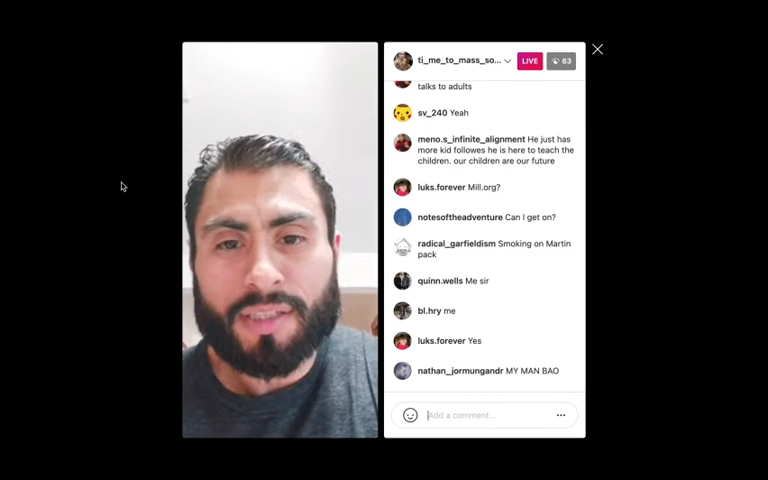 ti_me_to_mass_so...
LIVE
63
talks to adults
sv_240 Yeah
meno.s_infinite_alignment He just has
more kid followes he is here to teach the
children. our children are our future
luks.forever Mill.org?
notesoftheadventure Can I get on?
radical_garfieldism Smoking on Martin
pack
quinn.wells Me sir
bl.hry me
luks.forever Yes
nathan_jormungandr MY MAN BAO
Add a comment...